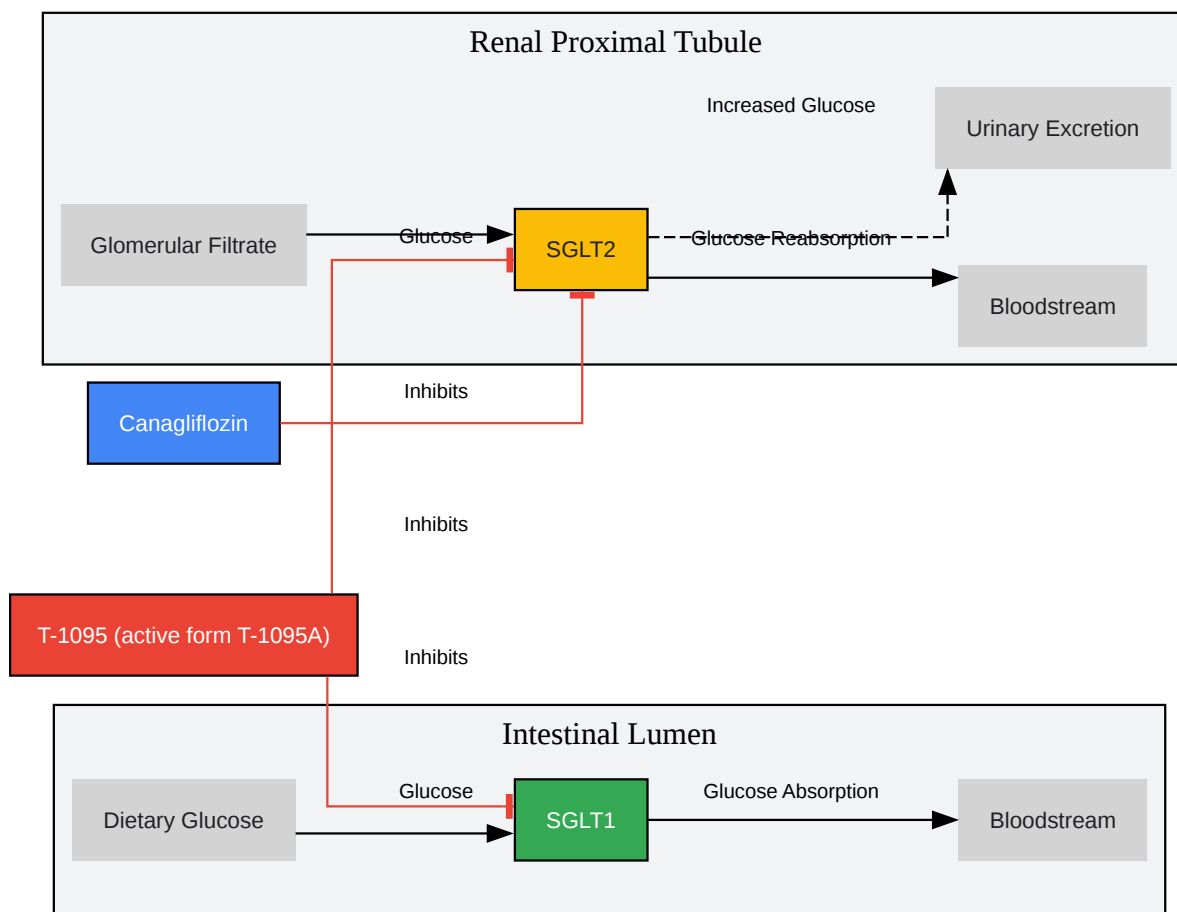 Renal Proximal Tubule
Increased Glucose
Urinary Excretion
Glomerular Filtrate
Glucose
SGLT2
Glucose Reabsorption
Bloodstream
Canagliflozin
Inhibits
Inhibits
T-1095 (active form T-1095A)
Inhibits
Intestinal Lumen
Dietary Glucose
Glucose
SGLT1
Glucose Absorption
Bloodstream